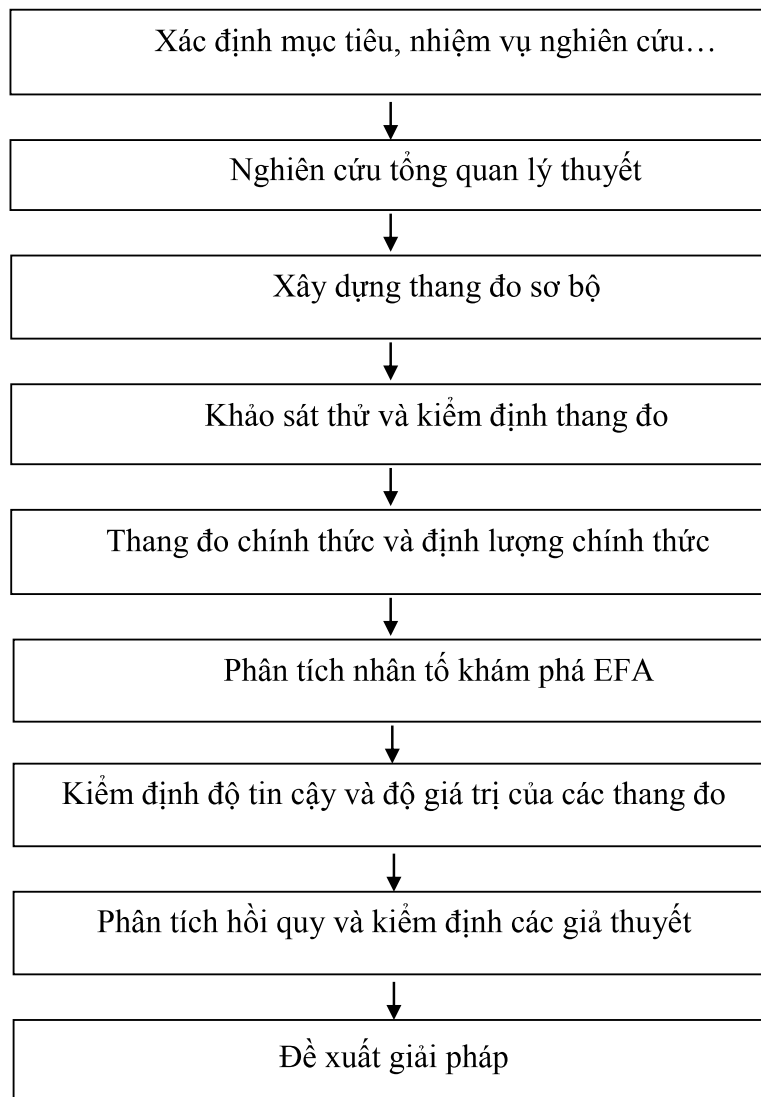 Xác định mục tiêu, nhiệm vụ nghiên cứu…
Nghiên cứu tổng quan lý thuyết
Xây dựng thang đo sơ bộ
Khảo sát thử và kiểm định thang đo
Thang đo chính thức và định lượng chính thức
Phân tích nhân tố khám phá EFA
Kiểm định độ tin cậy và độ giá trị của các thang đo
Phân tích hồi quy và kiểm định các giả thuyết
Đề xuất giải pháp